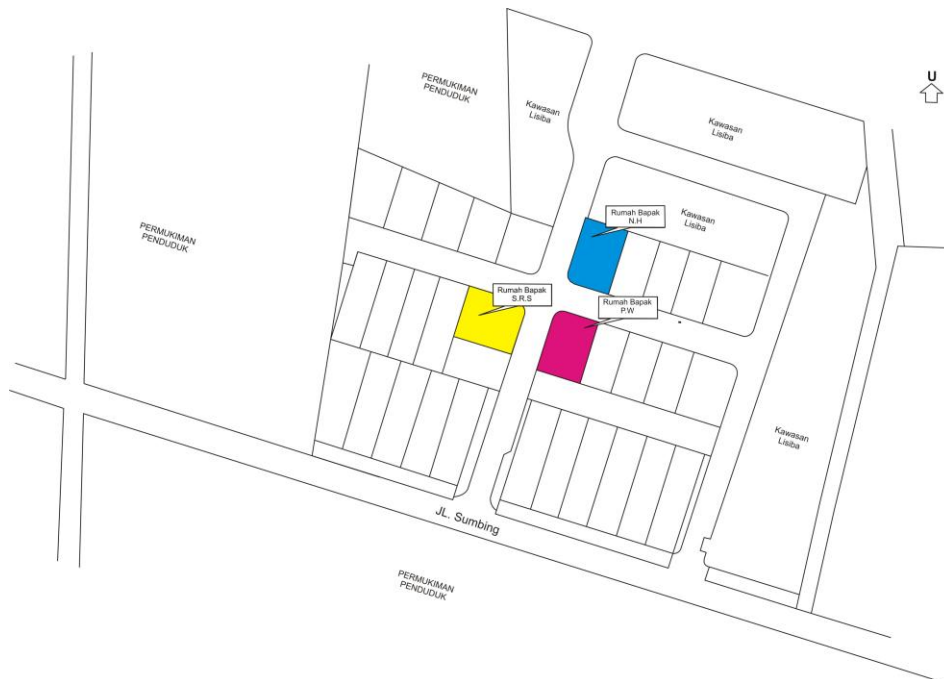 U
PERMUKIMAN
PENDUDUK
Kawasan
Lisiba
Kawasan
Lisiba
Rumah Bapak
N.H
Kawasan
Lisiba
PERMUKIMAN
PENDUDUK
Rumah Bapak
S.R.S
Rumah Bapak
P.W
Kawasan
Lisiba
JL. Sumbing
PERMUKIMAN
PENDUDUK